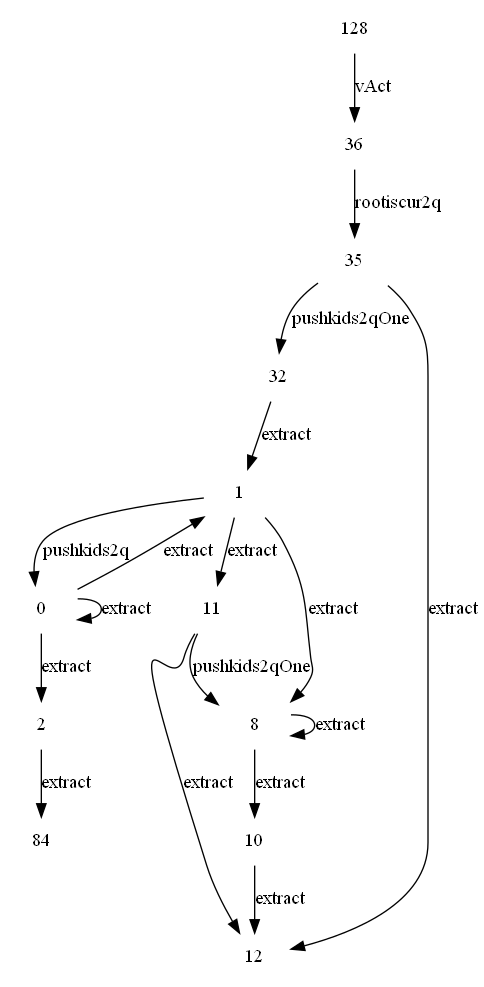 128
vAct
36
rootiscur2q
35
pushkids2qOne
32
extract
1
pushkids2q extract extract
0 extract 11 extract extract
extract pushkids2qOne
2 8 extract
extract extract extract
84 10
extract
12